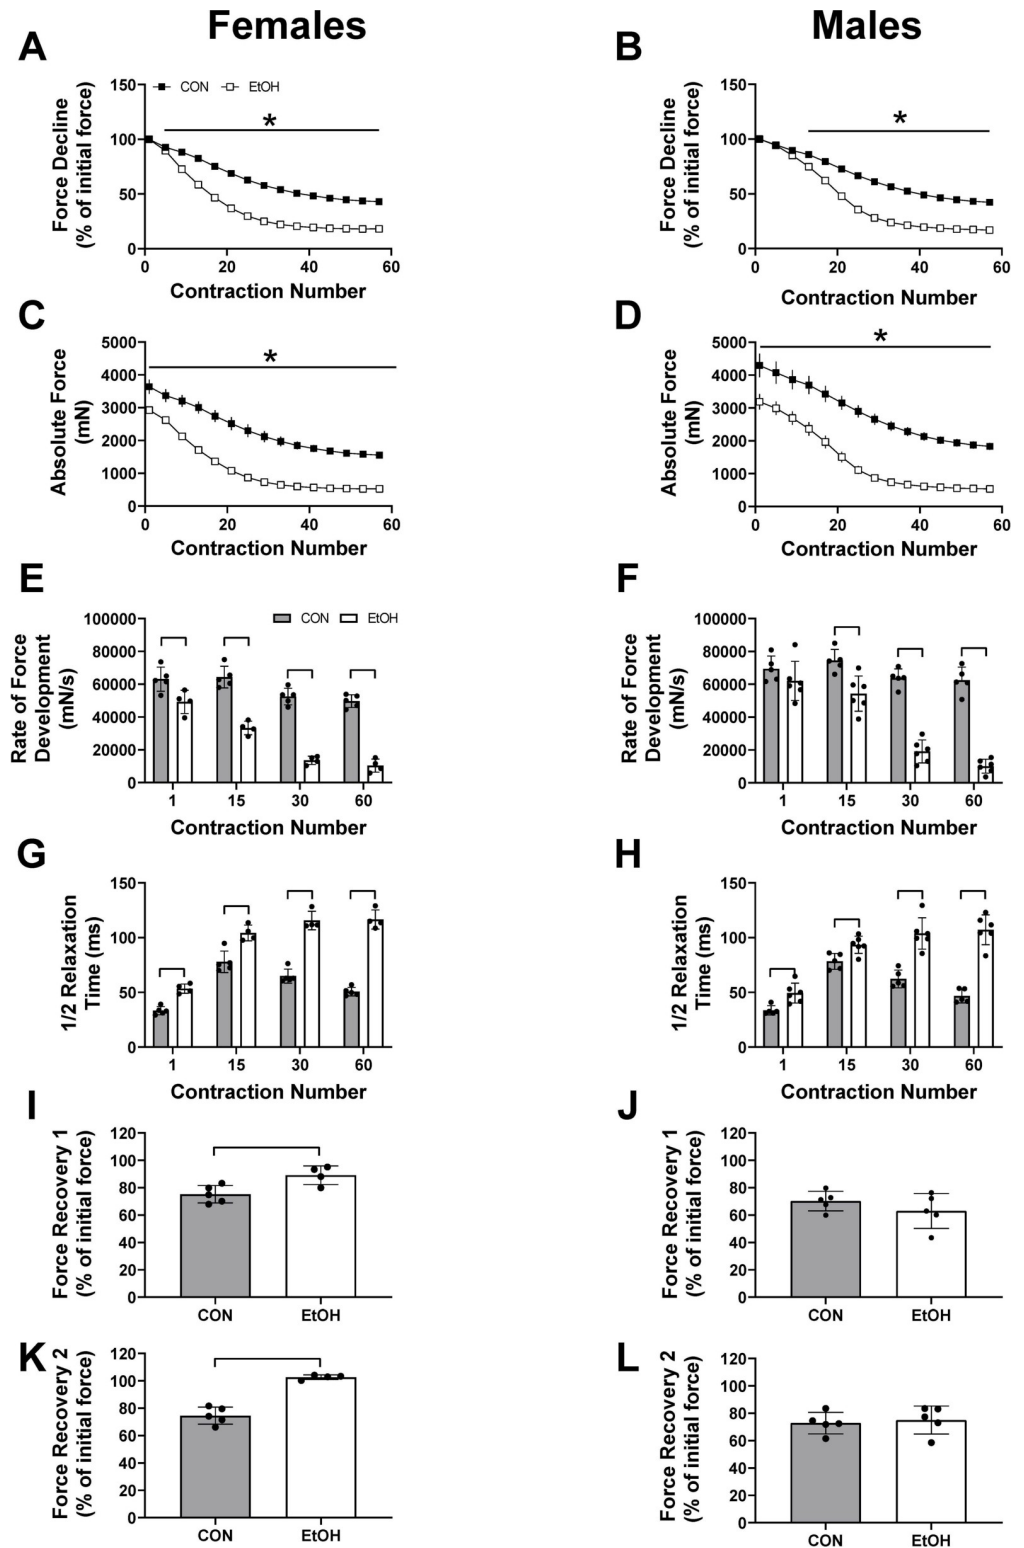 Females
Males
A
Force Decline
(% of initial force)
CON
EtOH
*
150
100
50
0
0
20
40
60
Contraction Number
B
Force Decline
(% of initial force)
*
150
100
50
0
0
20
40
60
Contraction Number
C
Absolute Force
(mN)
*
5000
4000
3000
2000
1000
0
0
20
40
60
Contraction Number
D
Absolute Force
(mN)
*
5000
4000
3000
2000
1000
0
0
20
40
60
Contraction Number
E
Rate of Force
Development
(mN/s)
CON
EtOH
100000
80000
60000
40000
20000
0
1
15
30
60
Contraction Number
F
Rate of Force
Development
(mN/s)
100000
80000
60000
40000
20000
0
1
15
30
60
Contraction Number
G
1/2 Relaxation
Time (ms)
150
100
50
0
1
15
30
60
Contraction Number
H
1/2 Relaxation
Time (ms)
150
100
50
0
1
15
30
60
Contraction Number
I
Force Recovery 1
(% of initial force)
120
100
80
60
40
20
0
CON
EtOH
J
Force Recovery 1
(% of initial force)
120
100
80
60
40
20
0
CON
EtOH
K
Force Recovery 2
(% of initial force)
120
100
80
60
40
20
0
CON
EtOH
L
Force Recovery 2
(% of initial force)
120
100
80
60
40
20
0
CON
EtOH